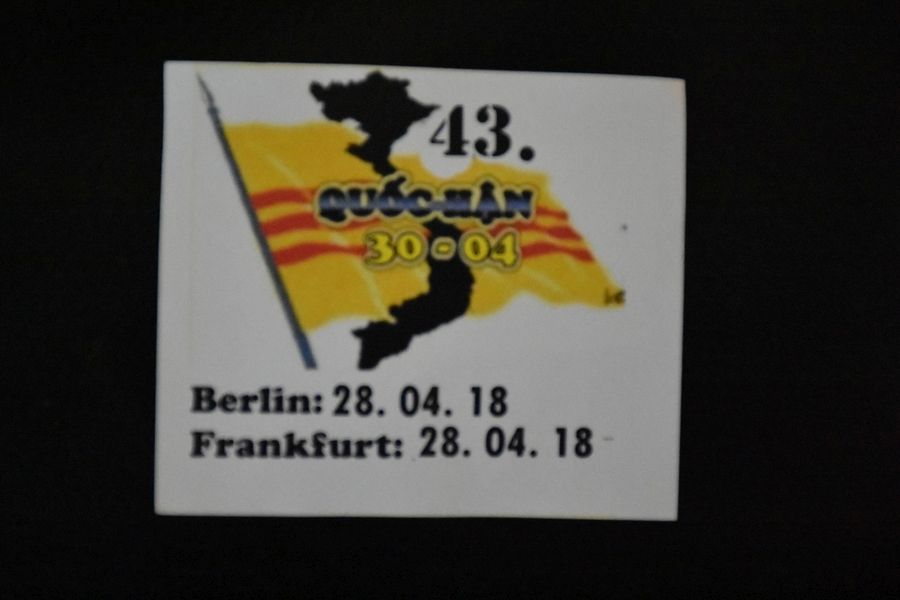 43.
QUỐC-HẬN
30-04
Berlin: 28. 04. 18
Frankfurt: 28. 04. 18